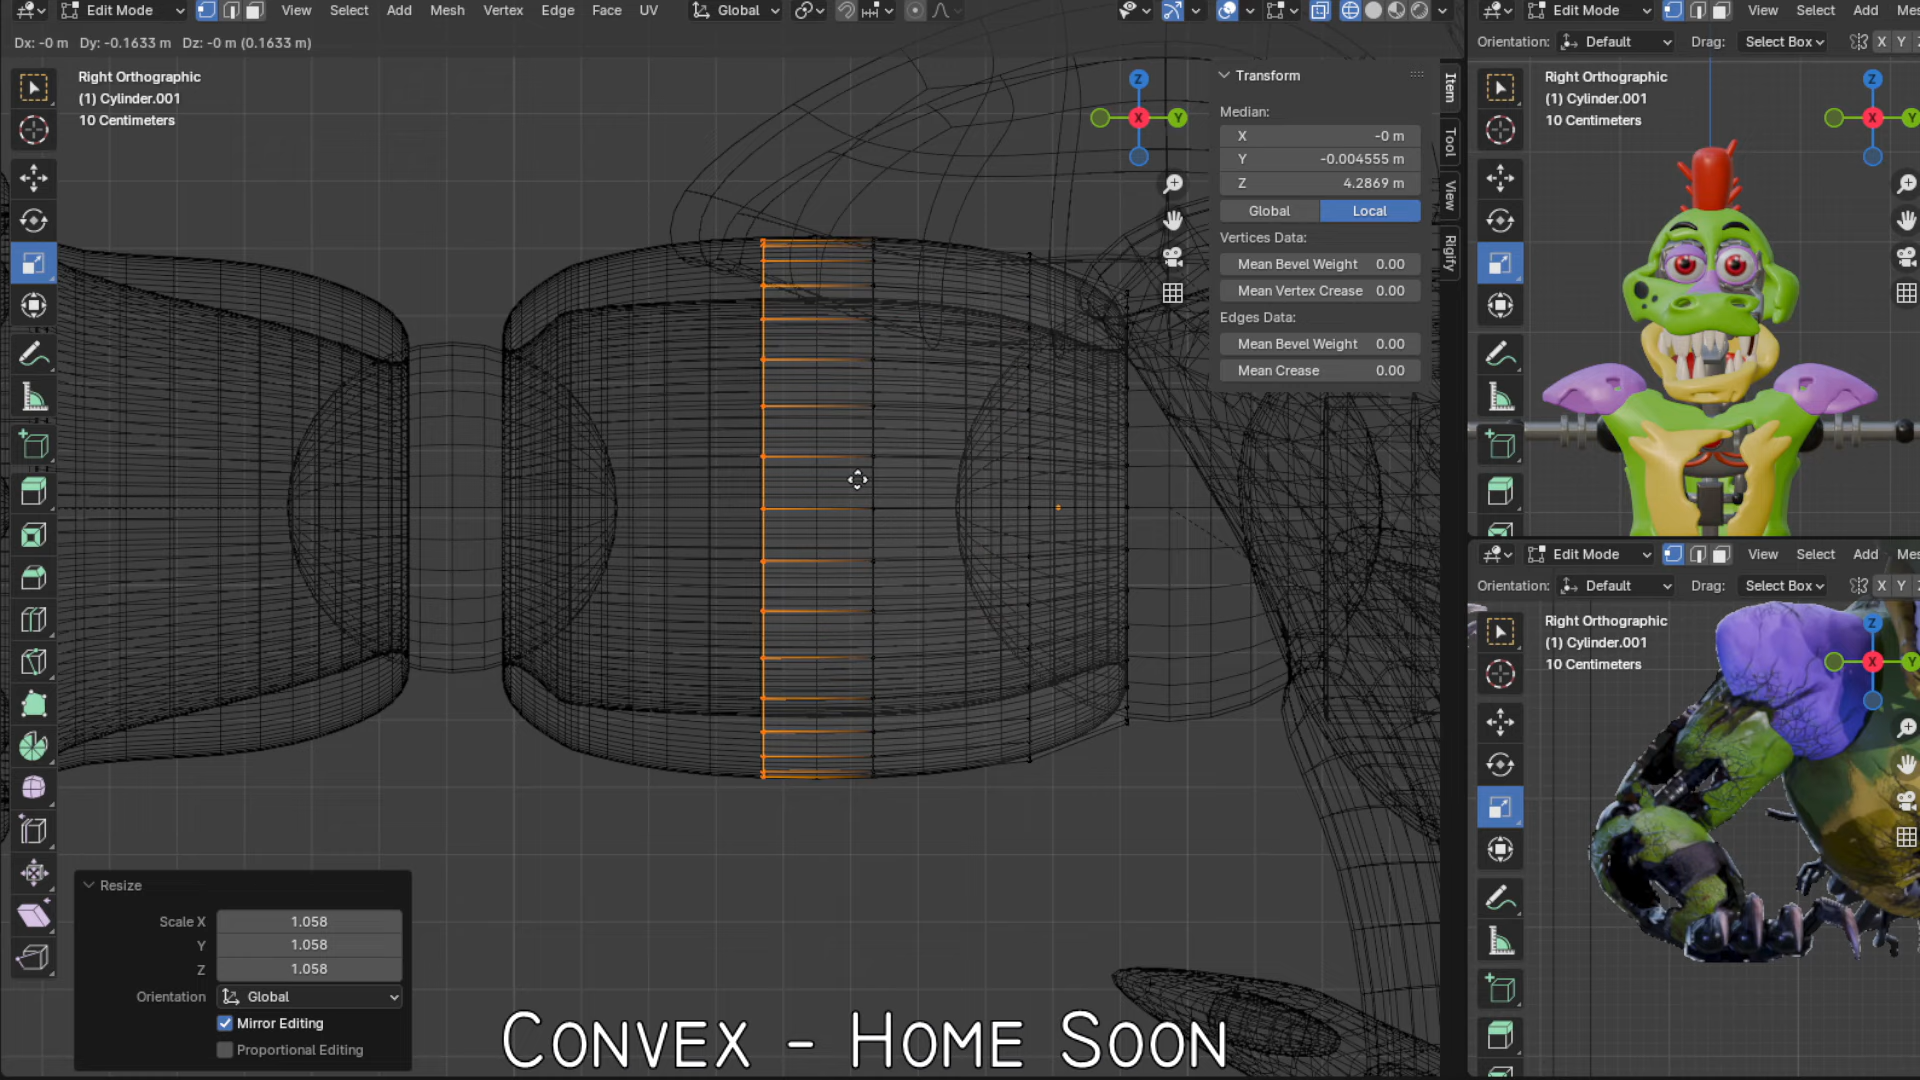 Edit Mode View Select Add Mesh Vertex Edge Face UV Global
Dx: -0 m Dy: -0.1633 m Dz: -0 m (0.1633 m)
Right Orthographic
(1) Cylinder.001
10 Centimeters
Z
X
Y
Transform
Median:
X -0 m
Y -0.004555 m
Z 4.2869 m
Global Local
Vertices Data:
Mean Bevel Weight 0.00
Mean Vertex Crease 0.00
Edges Data:
Mean Bevel Weight 0.00
Mean Crease 0.00
Item
Tool
View
Rigify
Resize
Scale X 1.058
Y 1.058
Z 1.058
Orientation Global
Mirror Editing
Proportional Editing
Convex - Home Soon
Edit Mode View Select Add Mes
Orientation: Default Drag: Select Box X Y
Right Orthographic
(1) Cylinder.001
10 Centimeters
Z
X
Y
Edit Mode View Select Add Mes
Orientation: Default Drag: Select Box X Y
Right Orthographic
(1) Cylinder.001
10 Centimeters
Z
X
Y